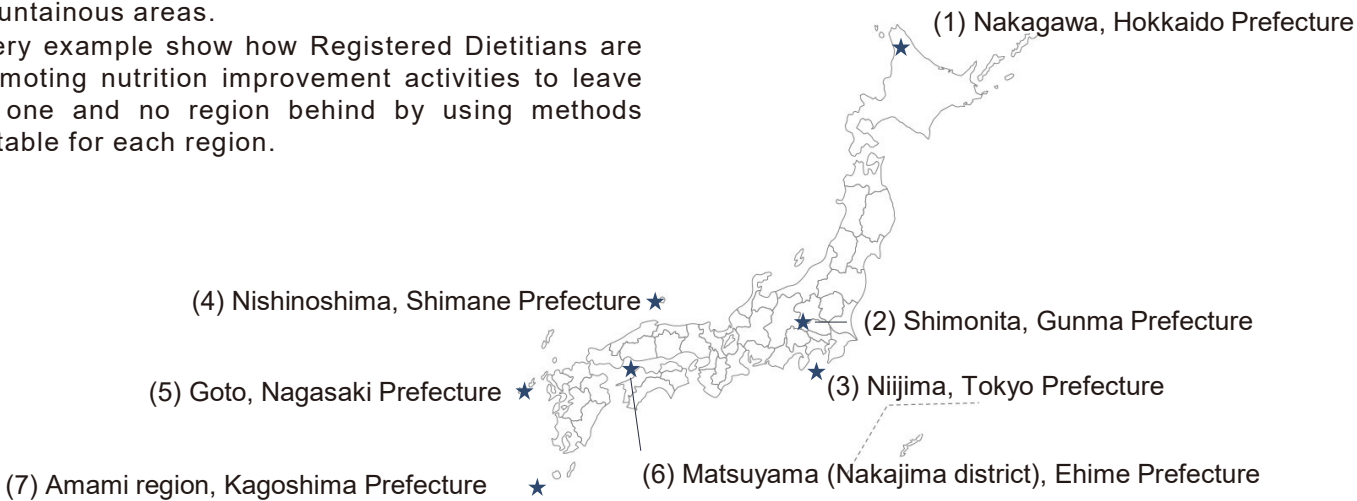 untainous areas.
ery example show how Registered Dietitians are
moting nutrition improvement activities to leave
one and no region behind by using methods
table for each region.
(1) Nakagawa, Hokkaido Prefecture
(4) Nishinoshima, Shimane Prefecture
(2) Shimonita, Gunma Prefecture
(5) Goto, Nagasaki Prefecture
(3) Niijima, Tokyo Prefecture
(6) Matsuyama (Nakajima district), Ehime Prefecture
(7) Amami region, Kagoshima Prefecture